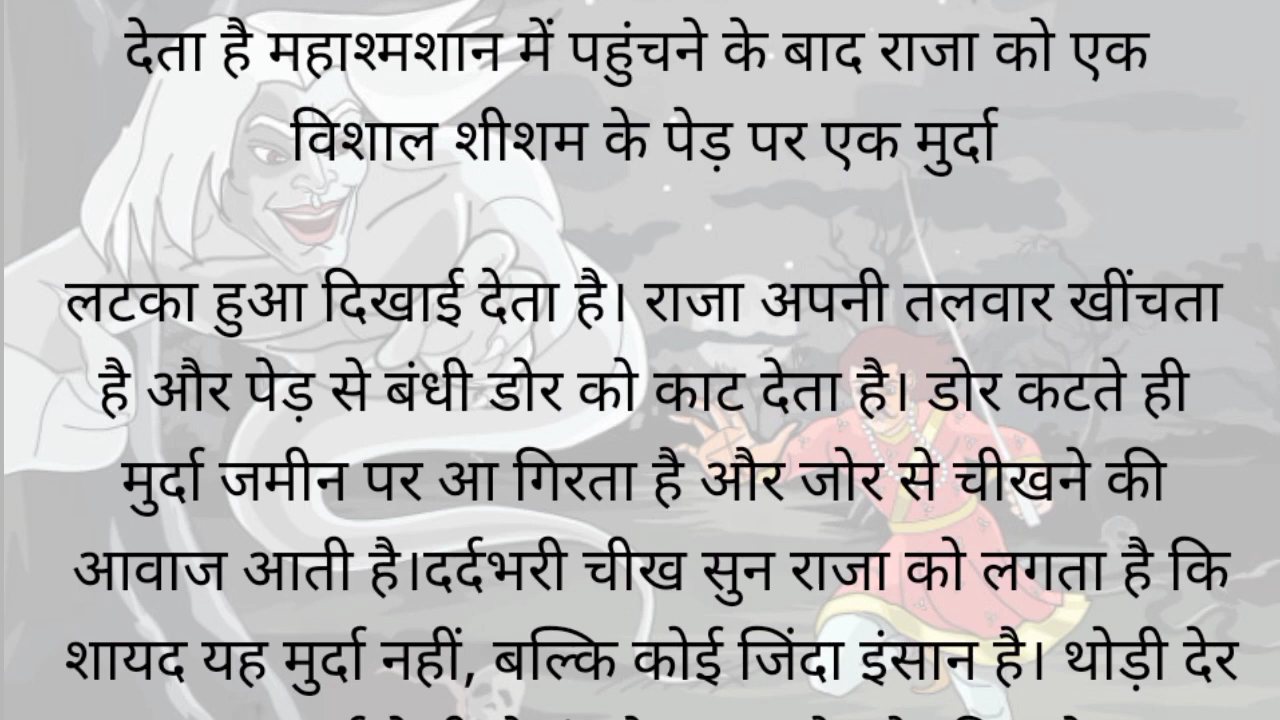 देता है महाश्मशान में पहुंचने के बाद राजा को एक
विशाल शीशम के पेड़ पर एक मुर्दा
लटका हुआ दिखाई देता है। राजा अपनी तलवार खींचता
है और पेड़ से बंधी डोर को काट देता है। डोर कटते ही
मुर्दा जमीन पर आ गिरता है और जोर से चीखने की
आवाज आती है।दर्दभरी चीख सुन राजा को लगता है कि
शायद यह मुर्दा नहीं, बल्कि कोई जिंदा इंसान है। थोड़ी देर